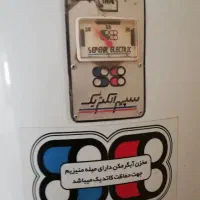 SEPEHR ELECTRIC
سپهر الکتریک
مخزن آبگرمکن دارای میله منیزیم
جهت حفاظت کاتدیک میباشد